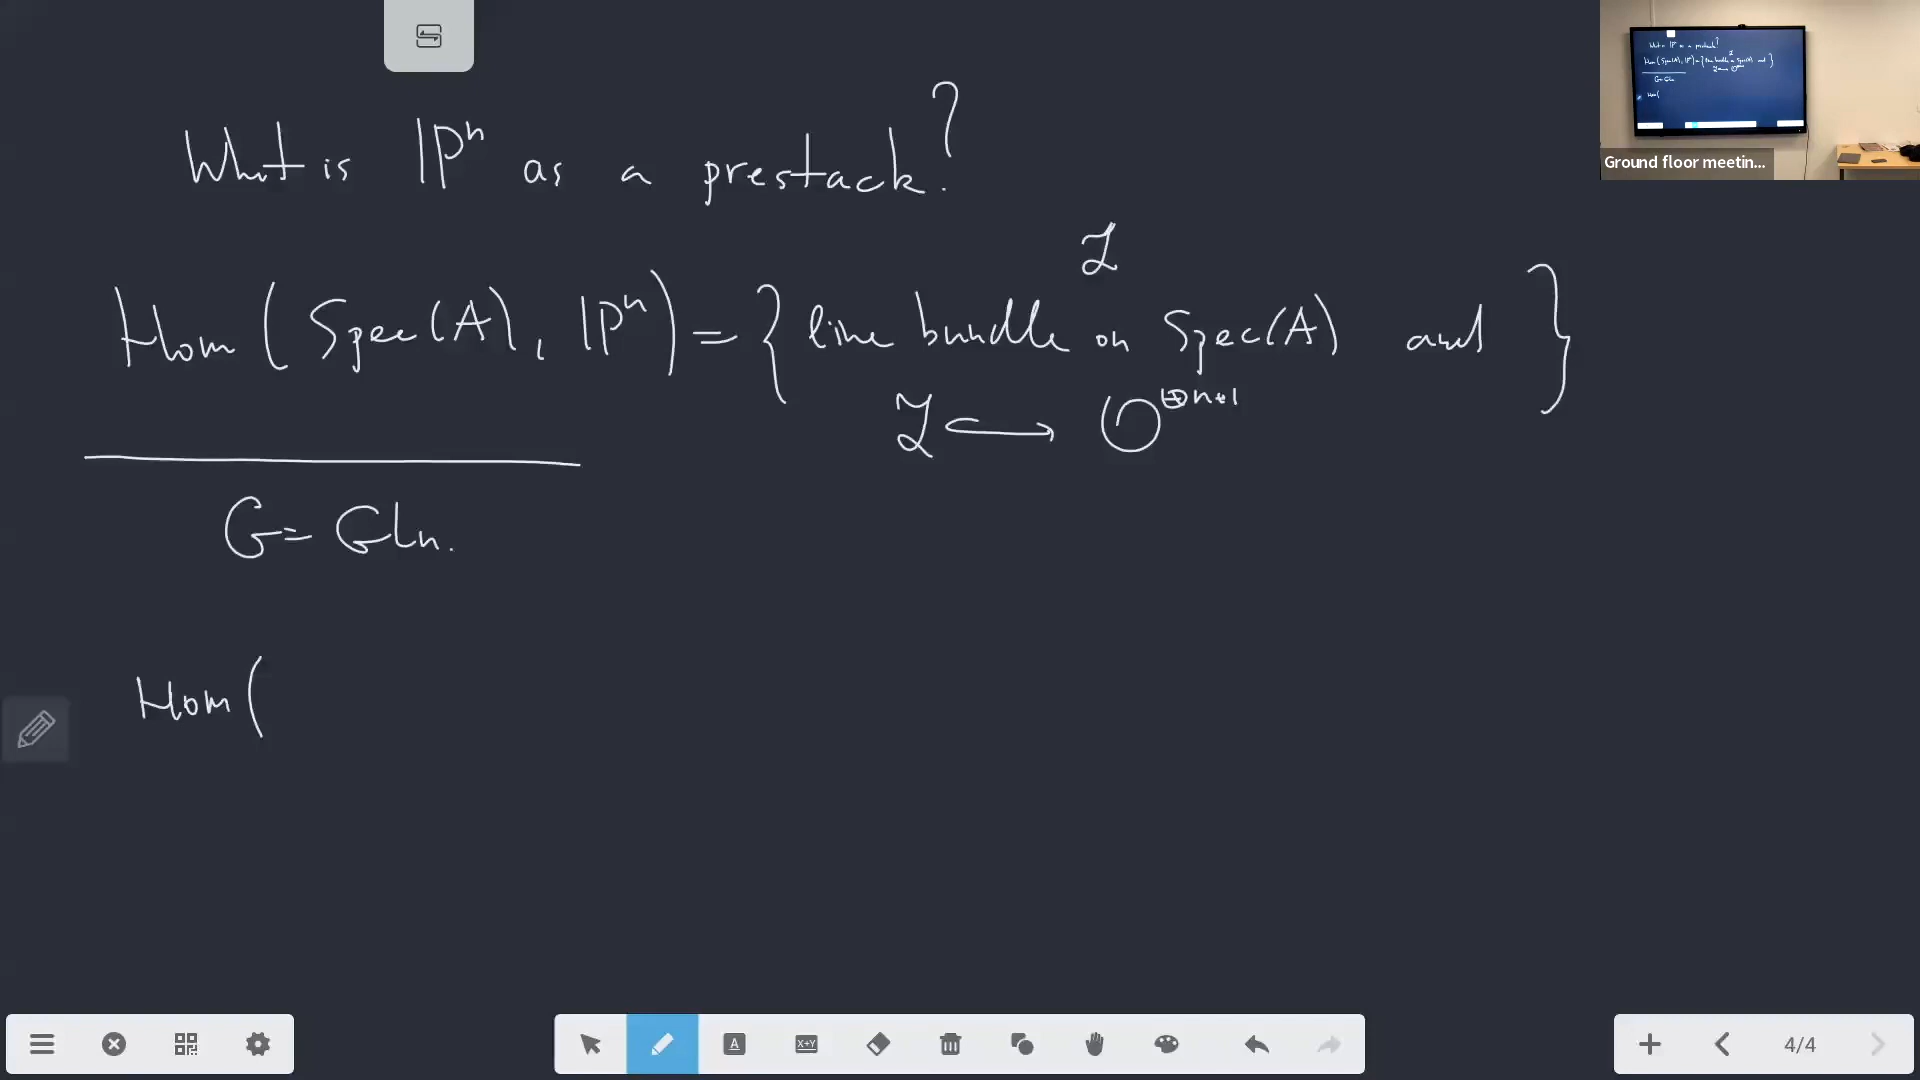 What is ℙⁿ as a prestack?
ℒ
Hom(Spec(A), ℙⁿ) = { line bundle on Spec(A) and }
ℒ ↪ 𝒪^{⊕n+1}
G = GLn.
Hom(
Ground floor meetin...
4/4